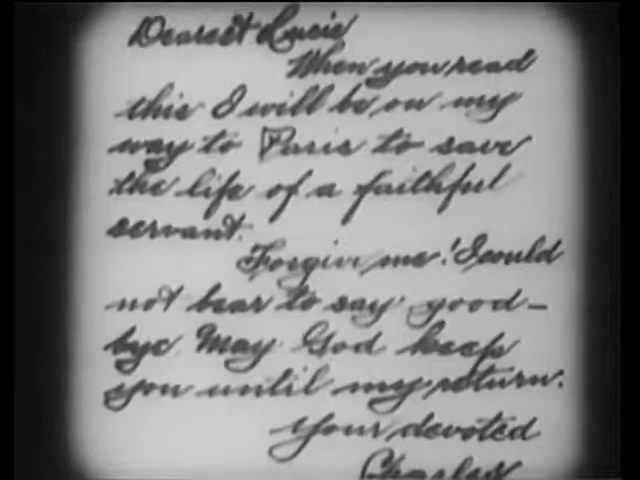 Dearest Lucie
When you read
this I will be on my
way to Paris to save
the life of a faithful
servant.
Forgive me! I could
not bear to say good-
bye May God keep
you until my return.
Your devoted
Charles